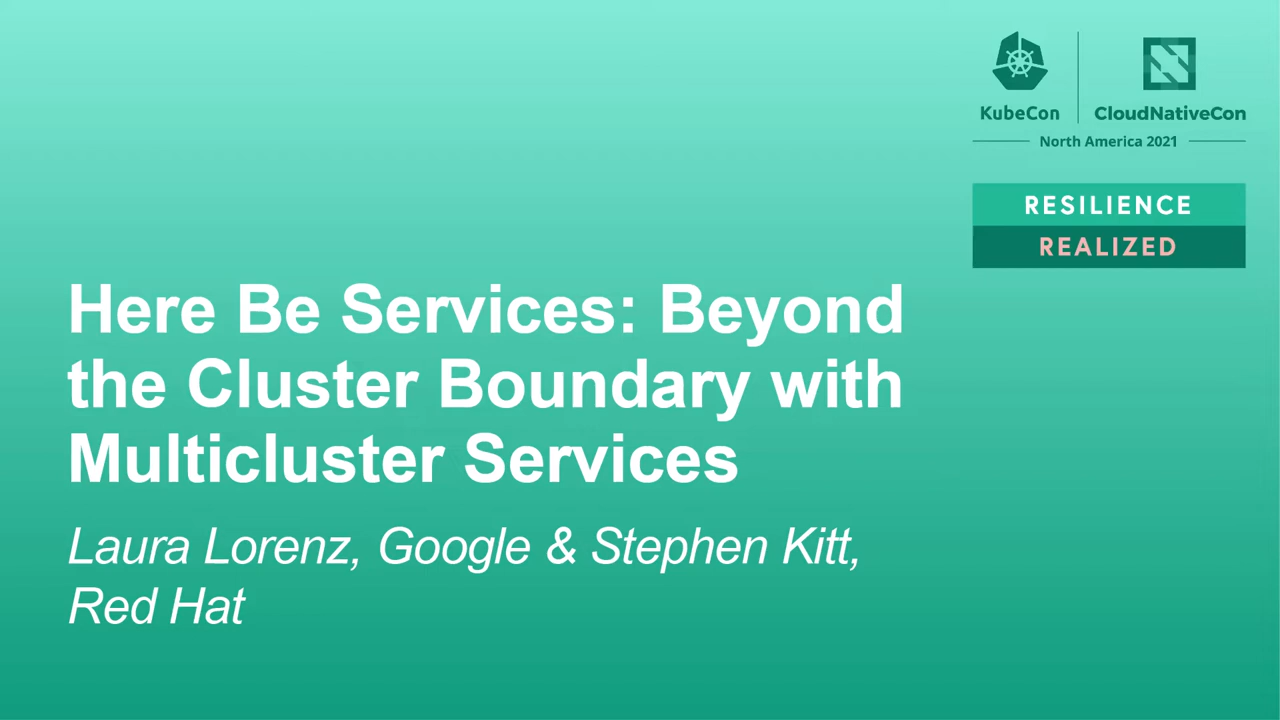 KubeCon
CloudNativeCon
North America 2021
RESILIENCE
REALIZED
Here Be Services: Beyond
the Cluster Boundary with
Multicluster Services
Laura Lorenz, Google & Stephen Kitt,
Red Hat